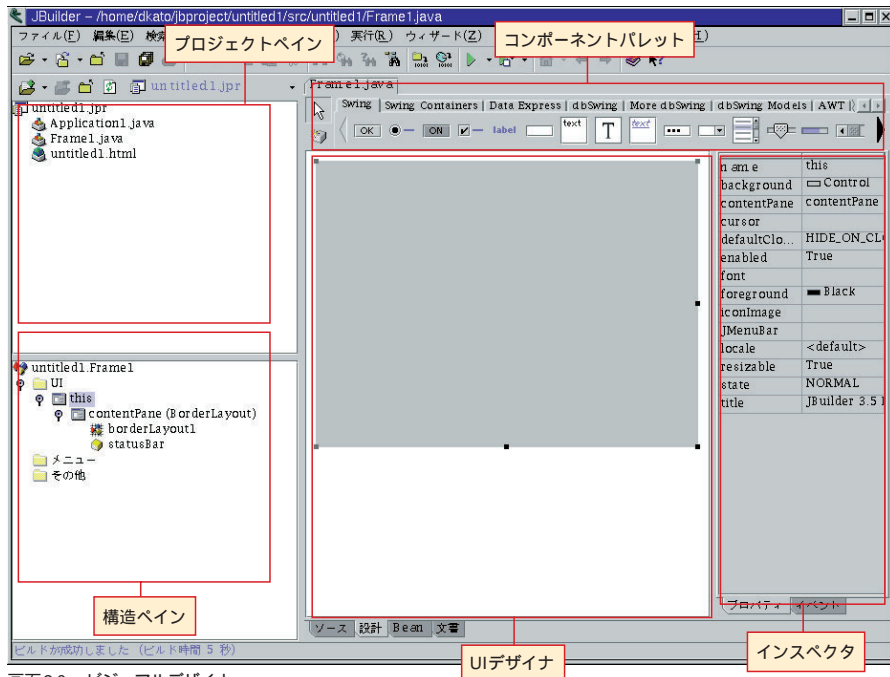 JBuilder – /home/dkato/jbproject/untitled1/src/untitled1/Frame1.java
ファイル(F) 編集(E) 検索 実行(R) ウィザード(Z)
プロジェクトペイン
コンポーネントパレット
untitled1.jpr
Frame1.java
Swing | Swing Containers | Data Express | dbSwing | More dbSwing | dbSwing Models | AWT
OK ON label text T text
untitled1.jpr
Application1.java
Frame1.java
untitled1.html
name this
background Control
contentPane contentPane
cursor
defaultClo... HIDE_ON_CL
enabled True
font
foreground Black
iconImage
JMenuBar
locale <default>
resizable True
state NORMAL
title JBuilder 3.5
untitled1.Frame1
UI
this
contentPane (BorderLayout)
borderLayout1
statusBar
メニュー
その他
構造ペイン
プロパティ イベント
ソース 設計 Bean 文書
ビルドが成功しました (ビルド時間 5 秒)
UIデザイナ
インスペクタ